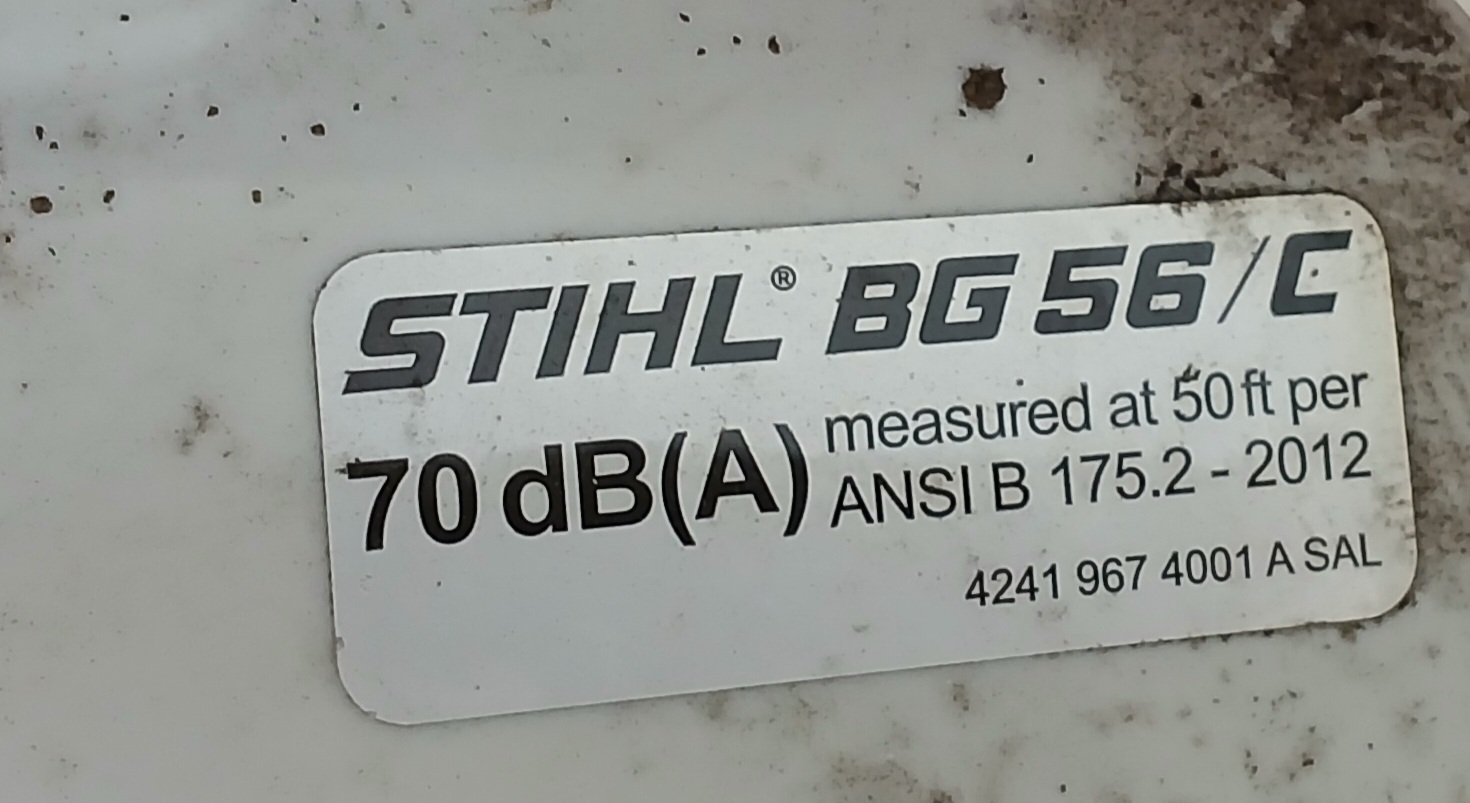 STIHL® BG 56/C
70 dB(A) measured at 50 ft per
ANSI B 175.2 - 2012
4241 967 4001 A SAL